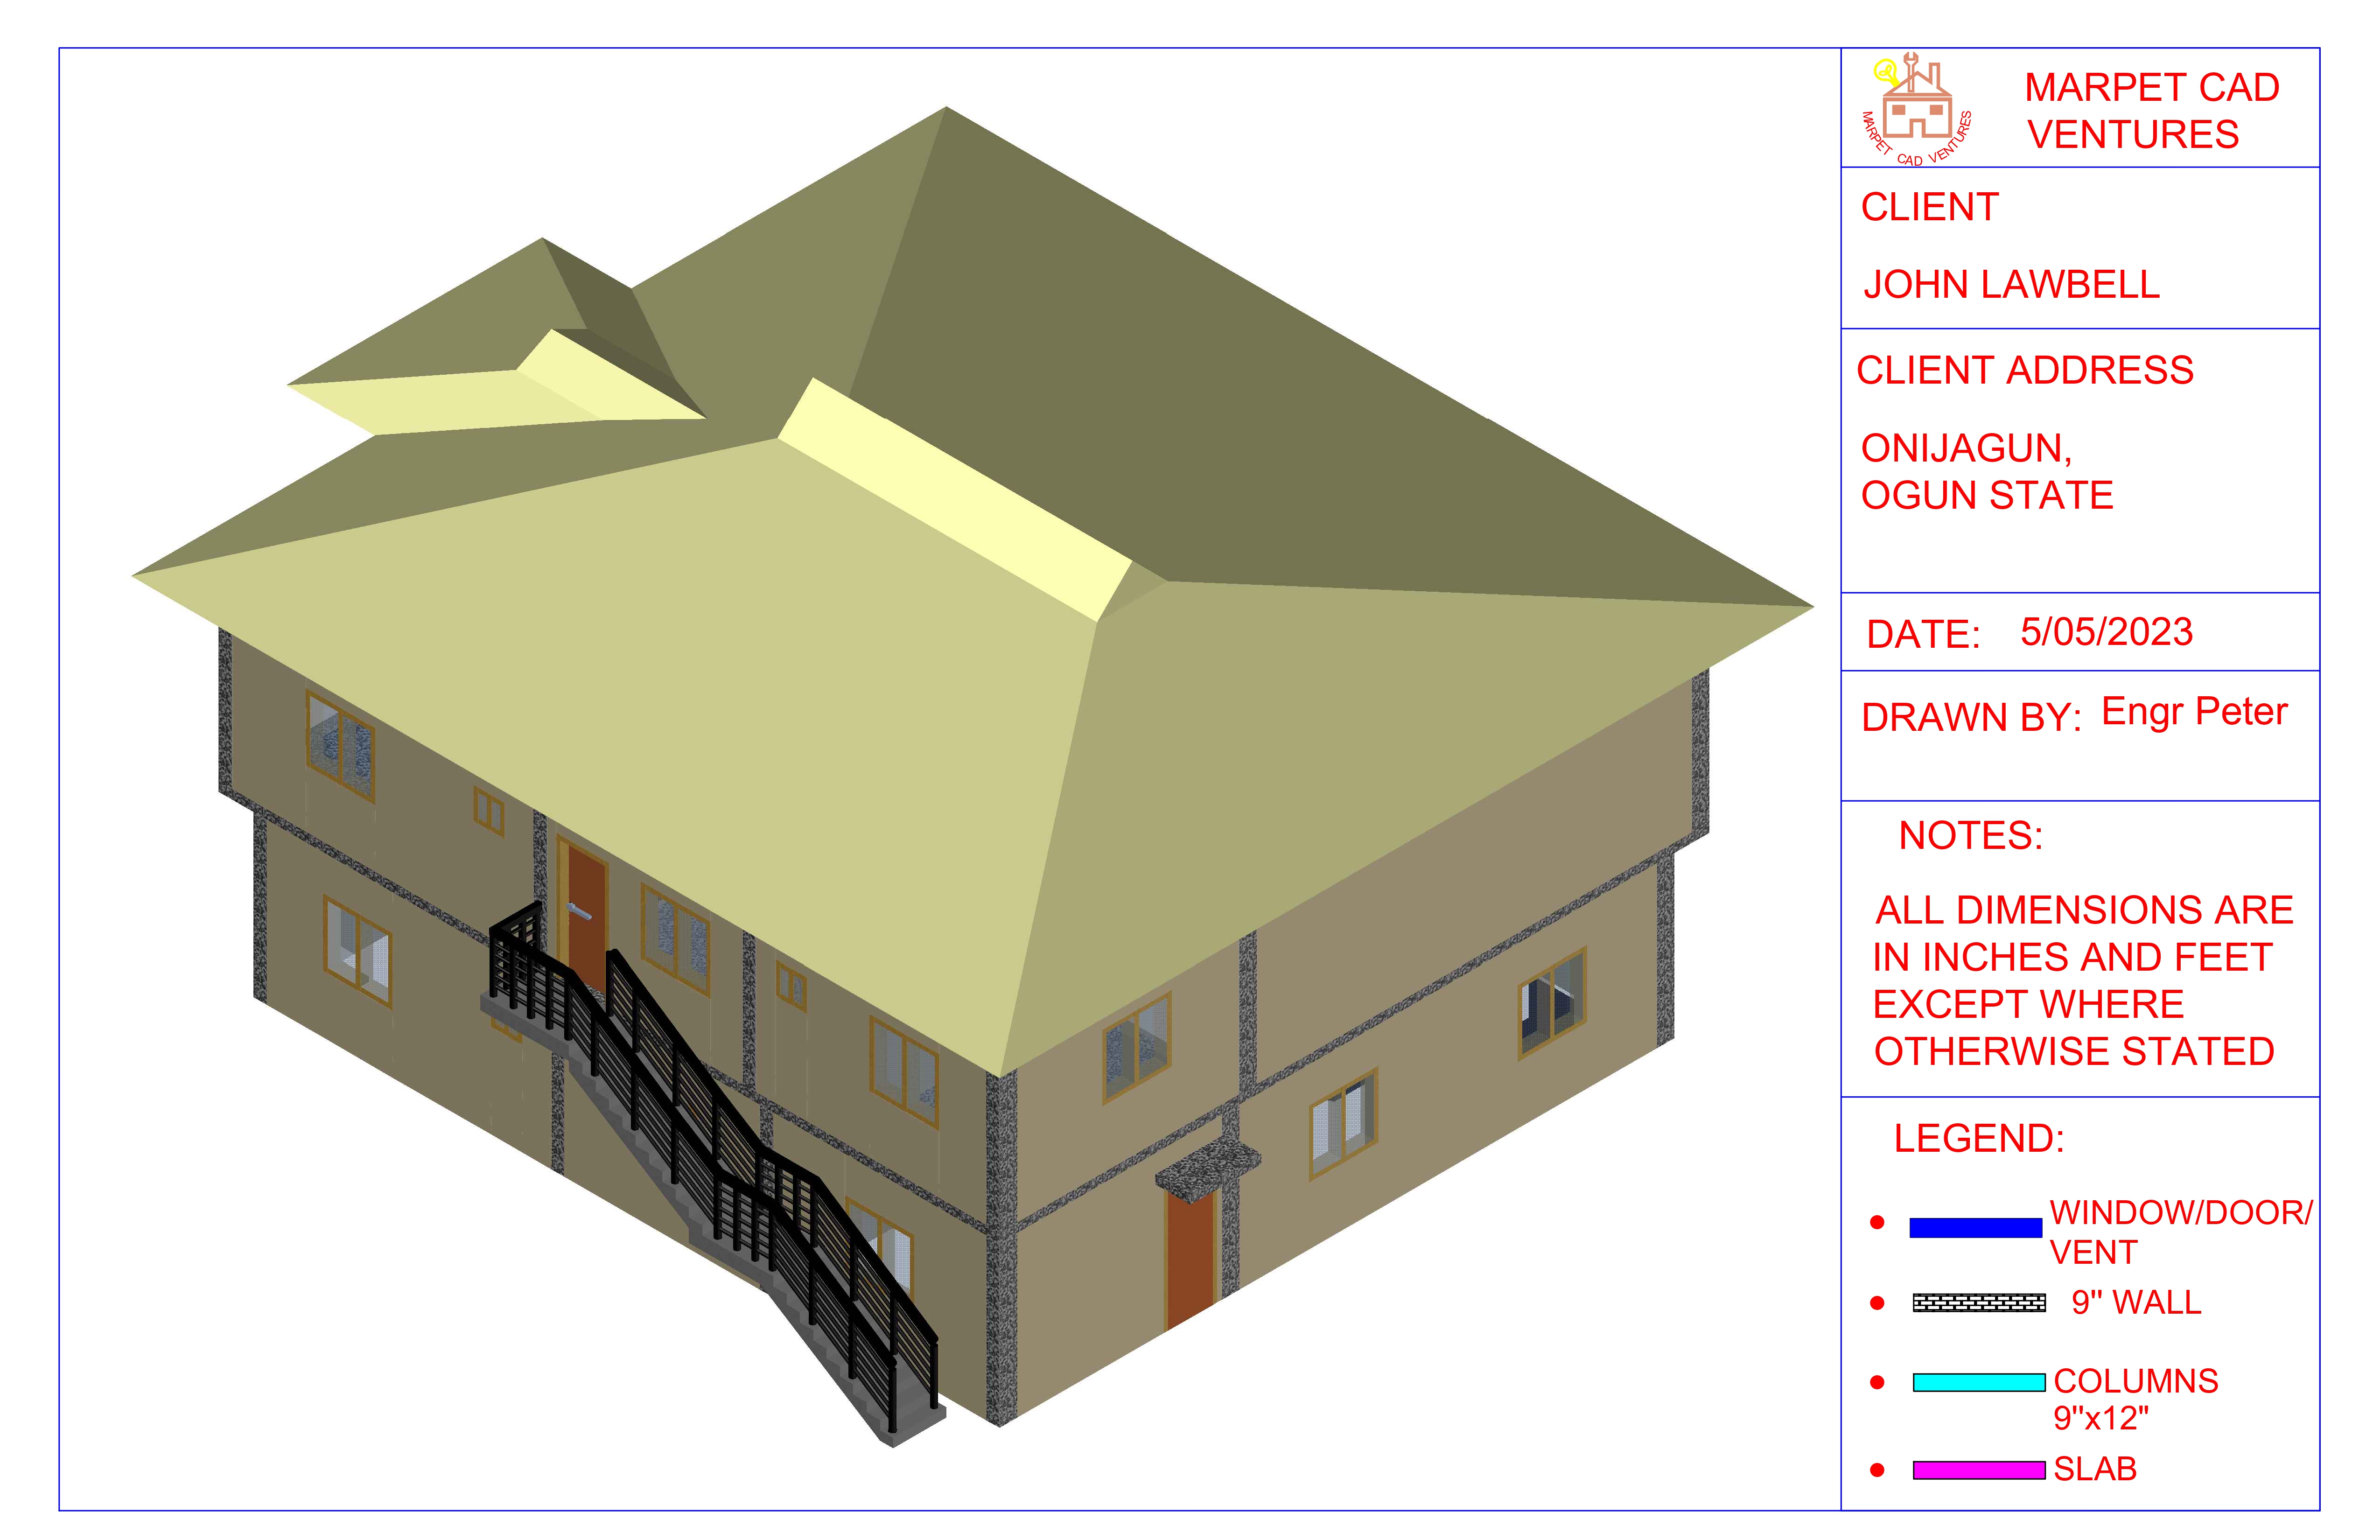 MARPET CAD VENTURES
MARPET CAD
VENTURES
CLIENT
JOHN LAWBELL
CLIENT ADDRESS
ONIJAGUN,
OGUN STATE
DATE: 5/05/2023
DRAWN BY: Engr Peter
NOTES:
ALL DIMENSIONS ARE
IN INCHES AND FEET
EXCEPT WHERE
OTHERWISE STATED
LEGEND:
WINDOW/DOOR/
VENT
9" WALL
COLUMNS
9"x12"
SLAB